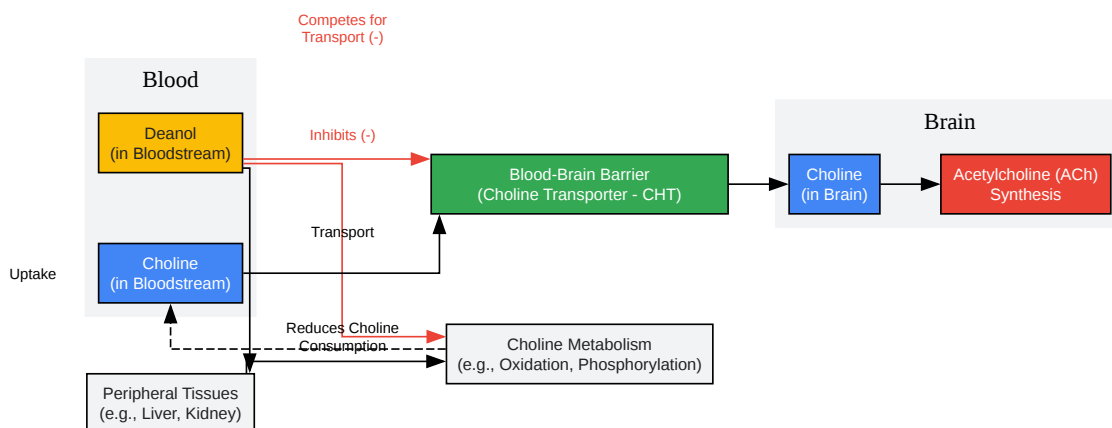 Competes for
Transport (-)
Blood
Deanol
(in Bloodstream)
Inhibits (-)
Brain
Blood-Brain Barrier
(Choline Transporter - CHT)
Choline
(in Brain)
Acetylcholine (ACh)
Synthesis
Transport
Uptake
Choline
(in Bloodstream)
Reduces Choline
Consumption
Choline Metabolism
(e.g., Oxidation, Phosphorylation)
Peripheral Tissues
(e.g., Liver, Kidney)